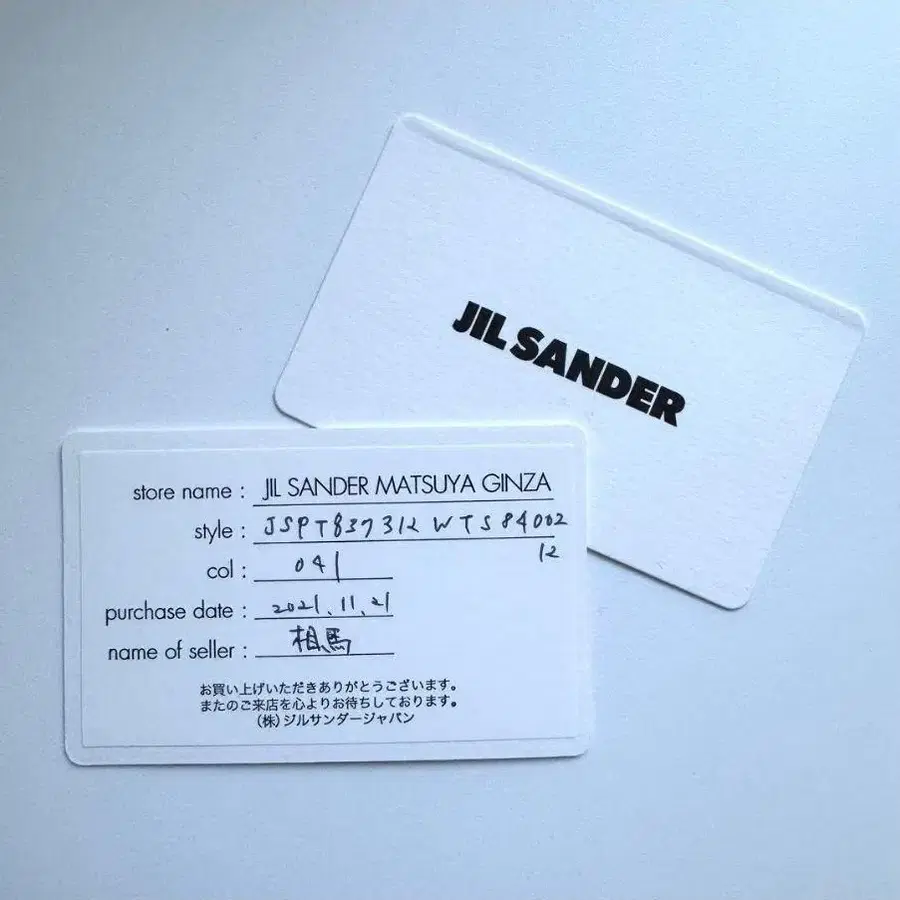 JIL SANDER
store name : JIL SANDER MATSUYA GINZA
style : JSPT837312 WTS84002
12
col : 041
purchase date : 2021.11.21
name of seller : 相馬
お買い上げいただきありがとうございます。
またのご来店を心よりお待ちしております。
(株)ジルサンダージャパン